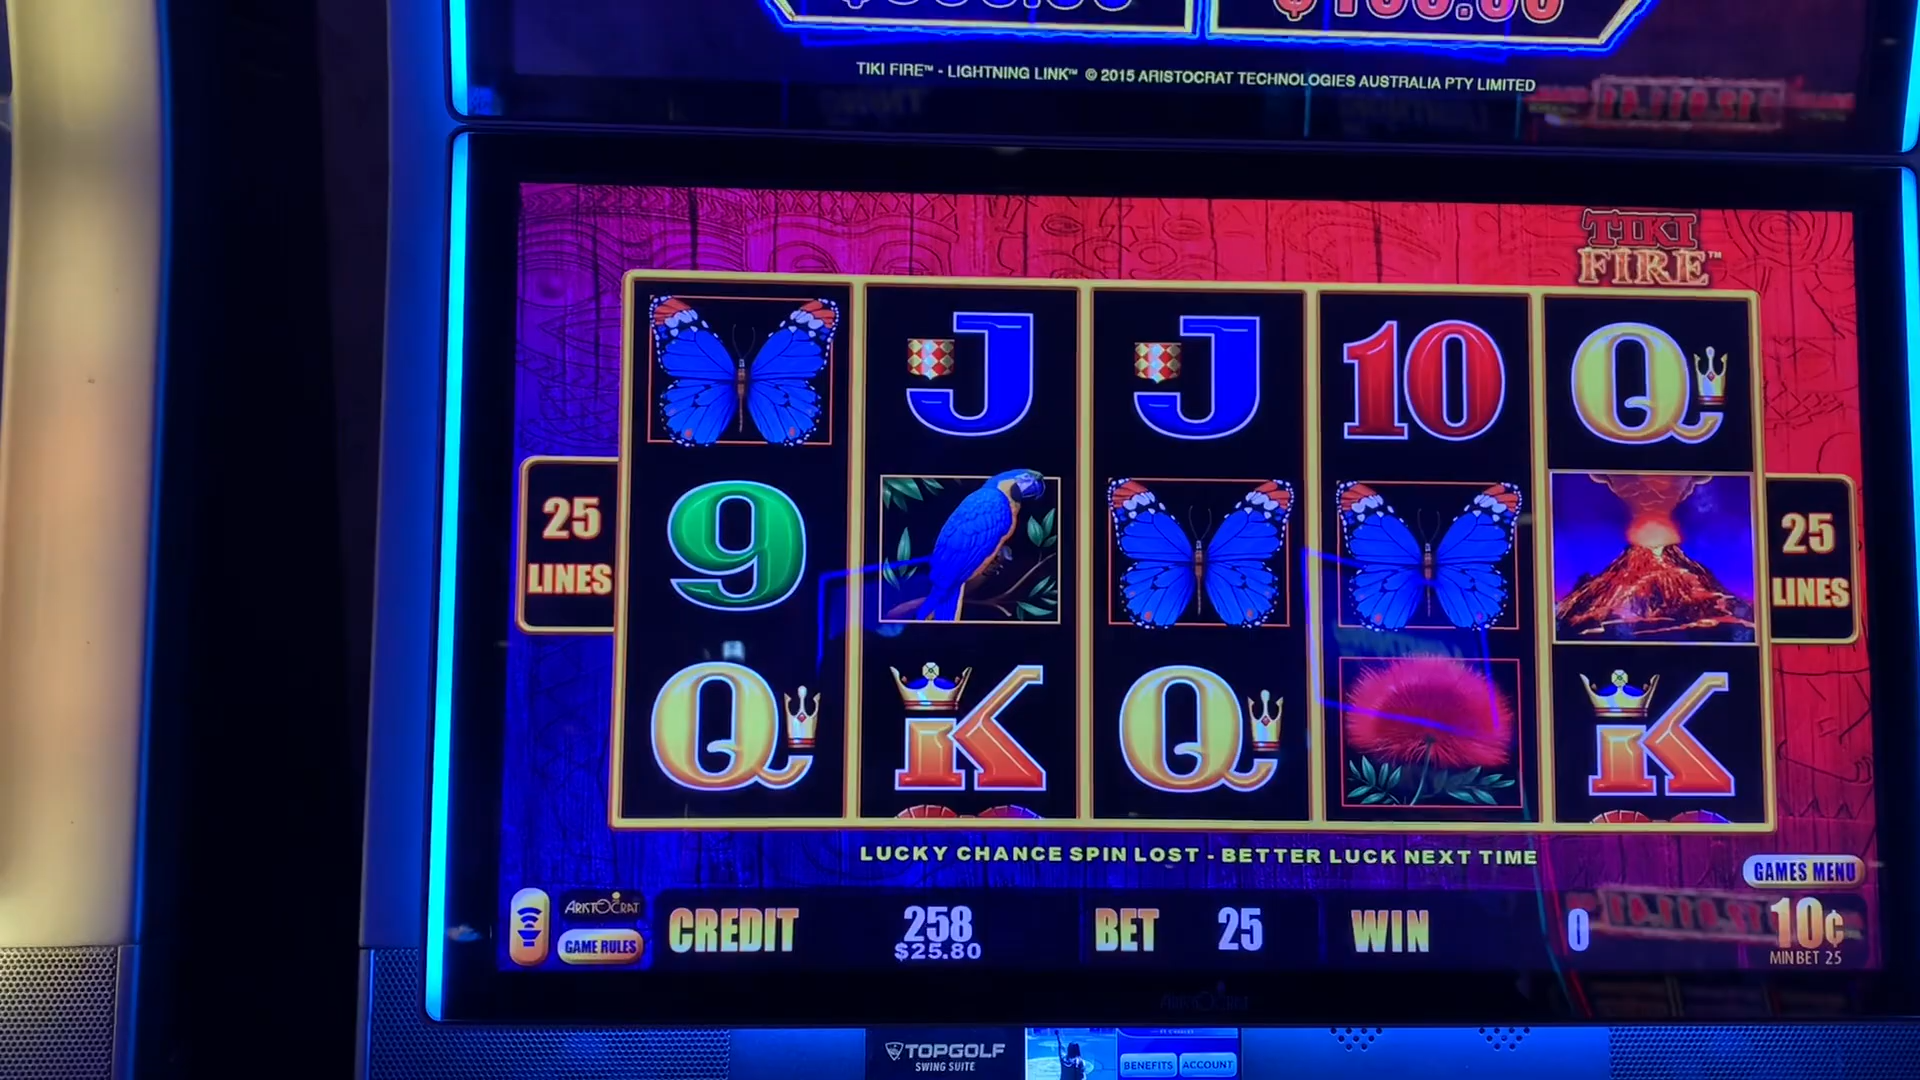 TIKI FIRE™ - LIGHTNING LINK™ © 2015 ARISTOCRAT TECHNOLOGIES AUSTRALIA PTY LIMITED
TIKI
FIRE™
J J 10 Q
25
LINES
9
25
LINES
Q K Q K
LUCKY CHANCE SPIN LOST - BETTER LUCK NEXT TIME
GAMES MENU
ARISTOCRAT
GAME RULES
CREDIT 258 BET 25 WIN 0 10¢
$25.80
MIN BET 25
ARISTOCRAT
TOPGOLF
SWING SUITE
BENEFITS ACCOUNT